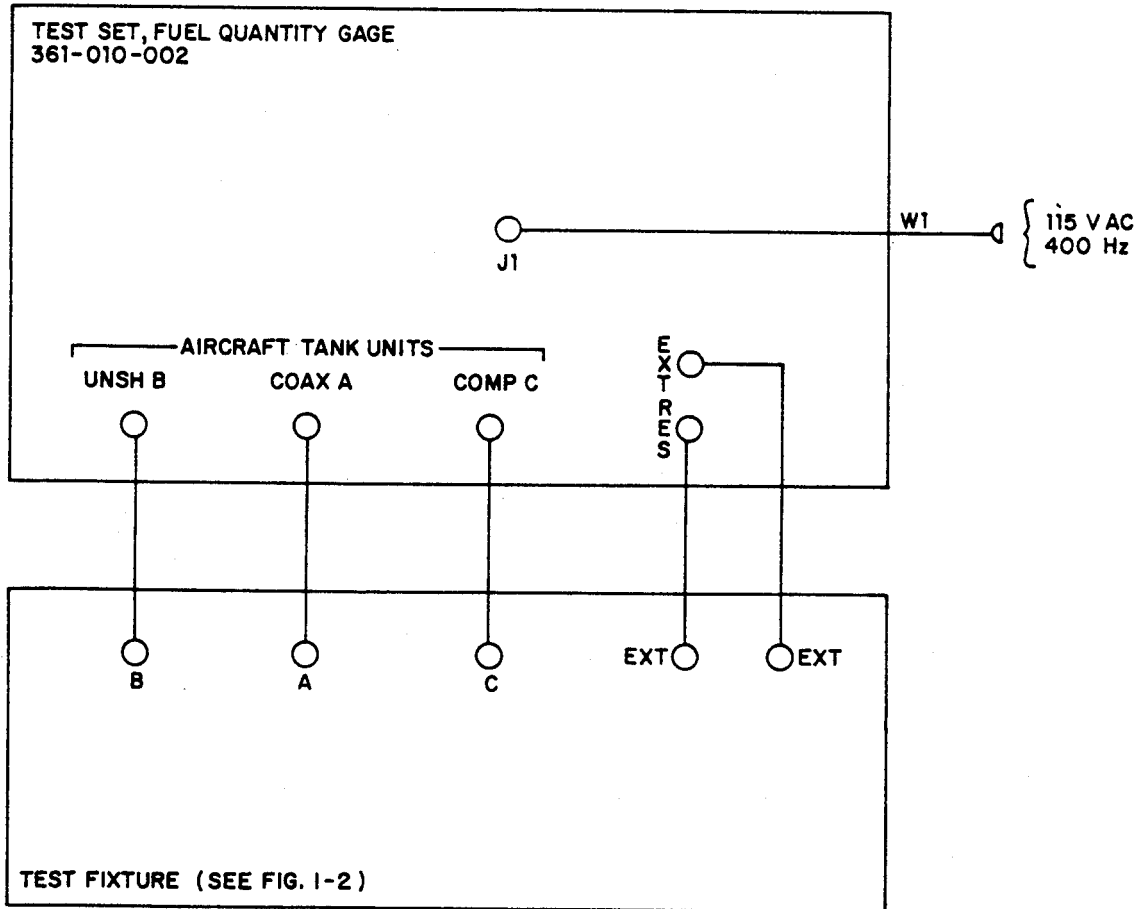 TEST SET, FUEL QUANTITY GAGE
361-010-002
W1
115 V AC
400 Hz
J1
AIRCRAFT TANK UNITS
UNSH B
COAX A
COMP C
EXT RES
B
A
C
EXT
EXT
TEST FIXTURE (SEE FIG. 1-2)